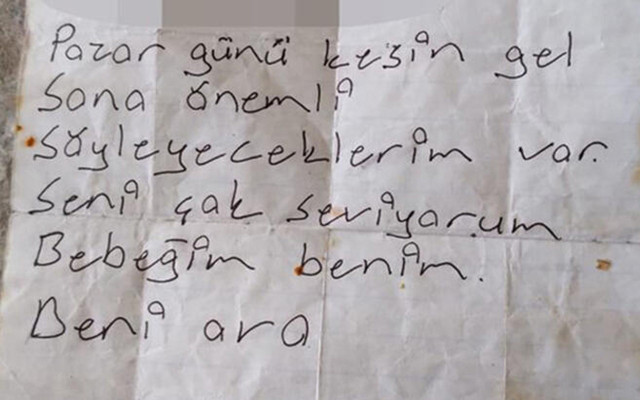 Pazar günü kesin gel
Sana önemli
söyleyeceklerim var.
Seni çok seviyorum
Bebeğim benim.
Beni ara